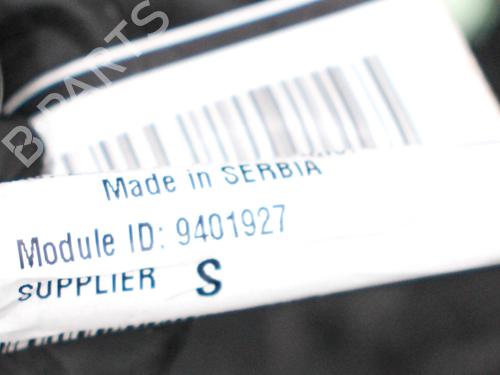 B-PARTS
Made in SERBIA
Module ID: 9401927
SUPPLIER S